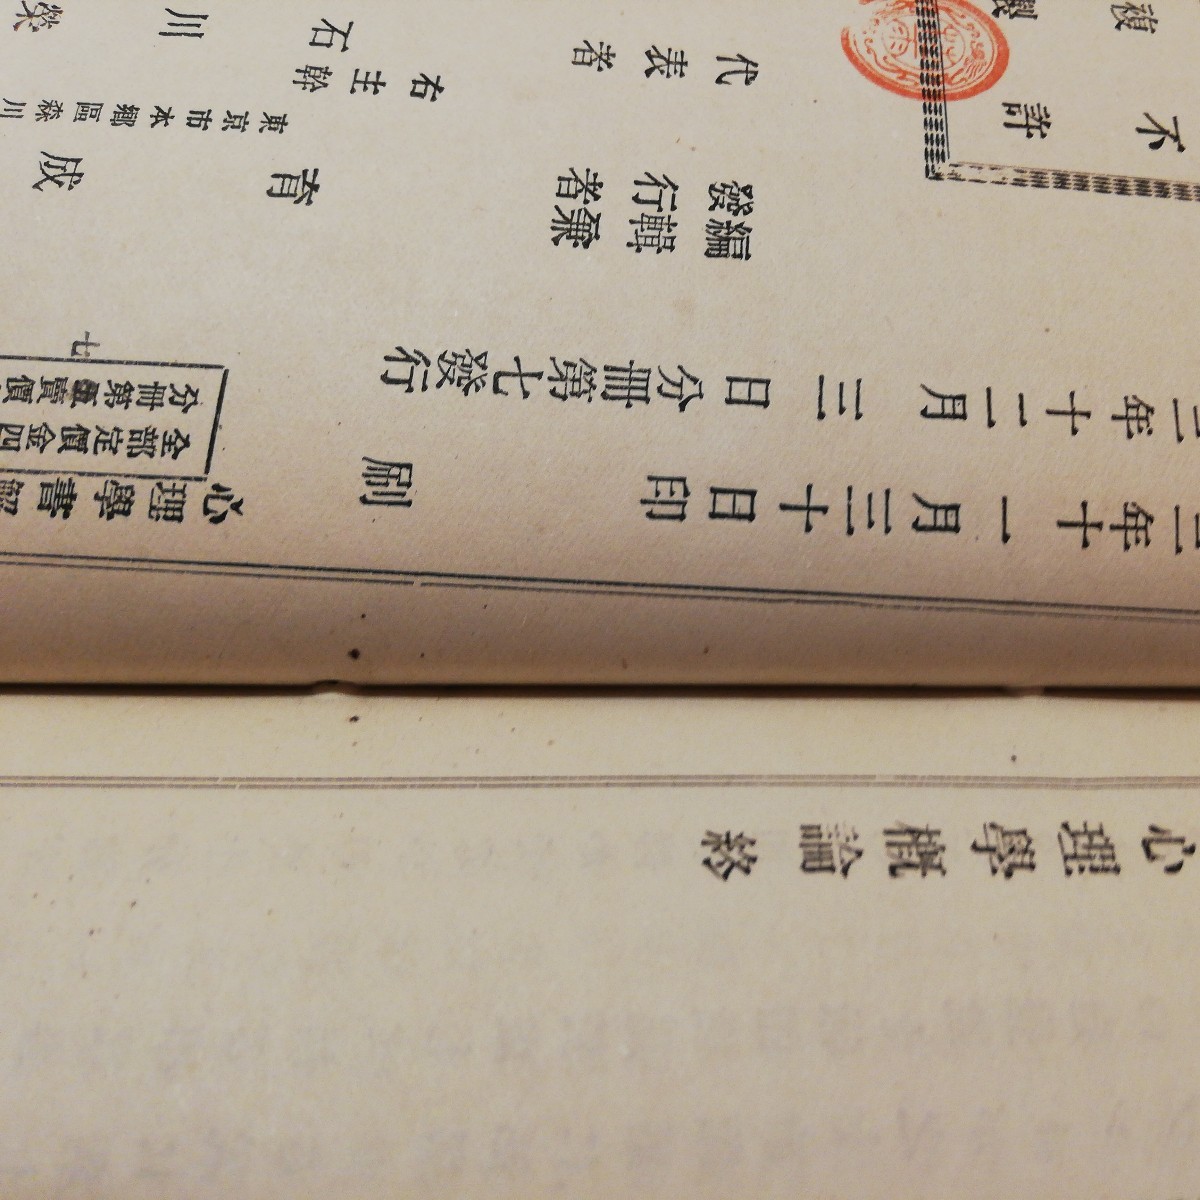 心理學概論終
年十一月三十日印刷
年十二月三日分冊第七發行
不許
複製
編輯兼
發行者
育成
東京市本鄉區森川
代表者
右主幹
石川榮
心理學書解
全部定價金四
分冊第賣價
七